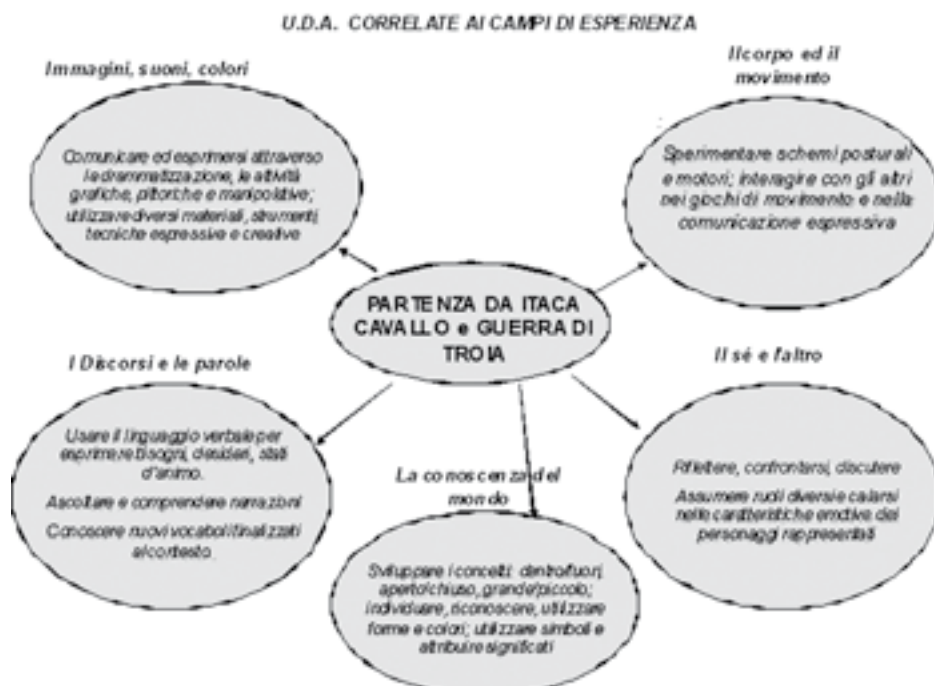 U.D.A. CORRELATE AI CAMPI DI ESPERIENZA
Immagini, suoni, colori
Comunicare ed esprimersi attraverso
la drammatizzazione, le attività
grafiche, pittoriche e manipolative;
utilizzare diversi materiali, strumenti,
tecniche espressive e creative
Il corpo ed il
movimento
Sperimentare schemi posturali
e motori; interagire con gli altri
nei giochi di movimento e nella
comunicazione espressiva
PARTENZA DA ITACA
CAVALLO e GUERRA DI
TROIA
I Discorsi e le parole
Usare il linguaggio verbale per
esprimere bisogni, desideri, stati
d'animo.
Ascoltare e comprendere narrazioni
Conoscere nuovi vocaboli finalizzati
al contesto.
La conoscenza del
mondo
Sviluppare i concetti: dentro/fuori,
aperto/chiuso, grande/piccolo;
individuare, riconoscere, utilizzare
forme e colori; utilizzare simboli e
attribuire significati
Il sé e l'altro
Riflettere, confrontarsi, discutere
Assumere ruoli diversi e calarsi
nelle caratteristiche emotive dei
personaggi rappresentati